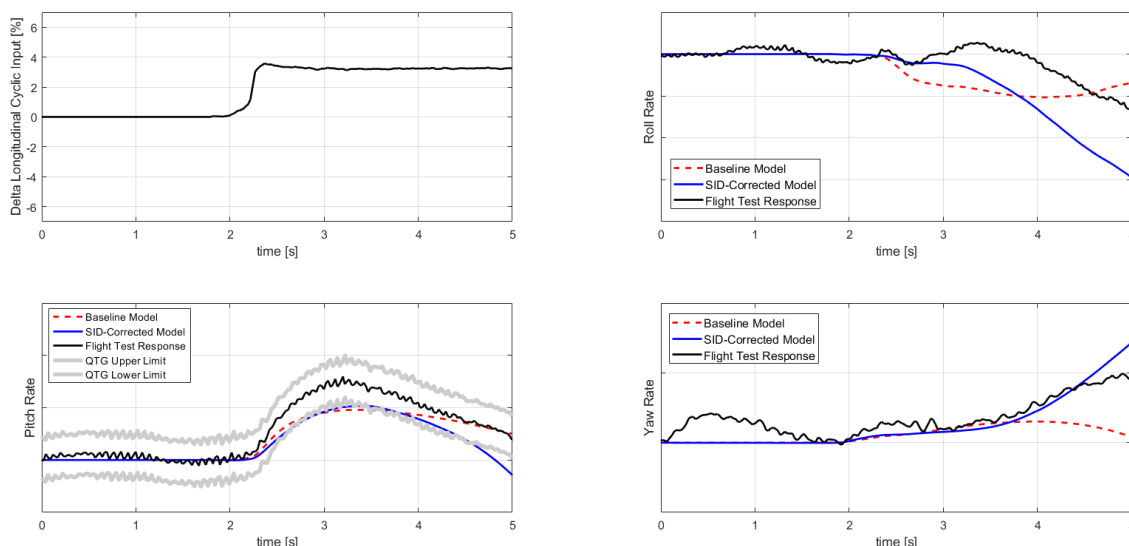 Delta Longitudinal Cyclic Input [%]
6
4
2
0
-2
-4
-6
0 1 2 3 4 5
time [s]
Roll Rate
Baseline Model
SID-Corrected Model
Flight Test Response
0 1 2 3 4
time [s]
Pitch Rate
Baseline Model
SID-Corrected Model
Flight Test Response
QTG Upper Limit
QTG Lower Limit
0 1 2 3 4 5
time [s]
Yaw Rate
Baseline Model
SID-Corrected Model
Flight Test Response
0 1 2 3 4
time [s]